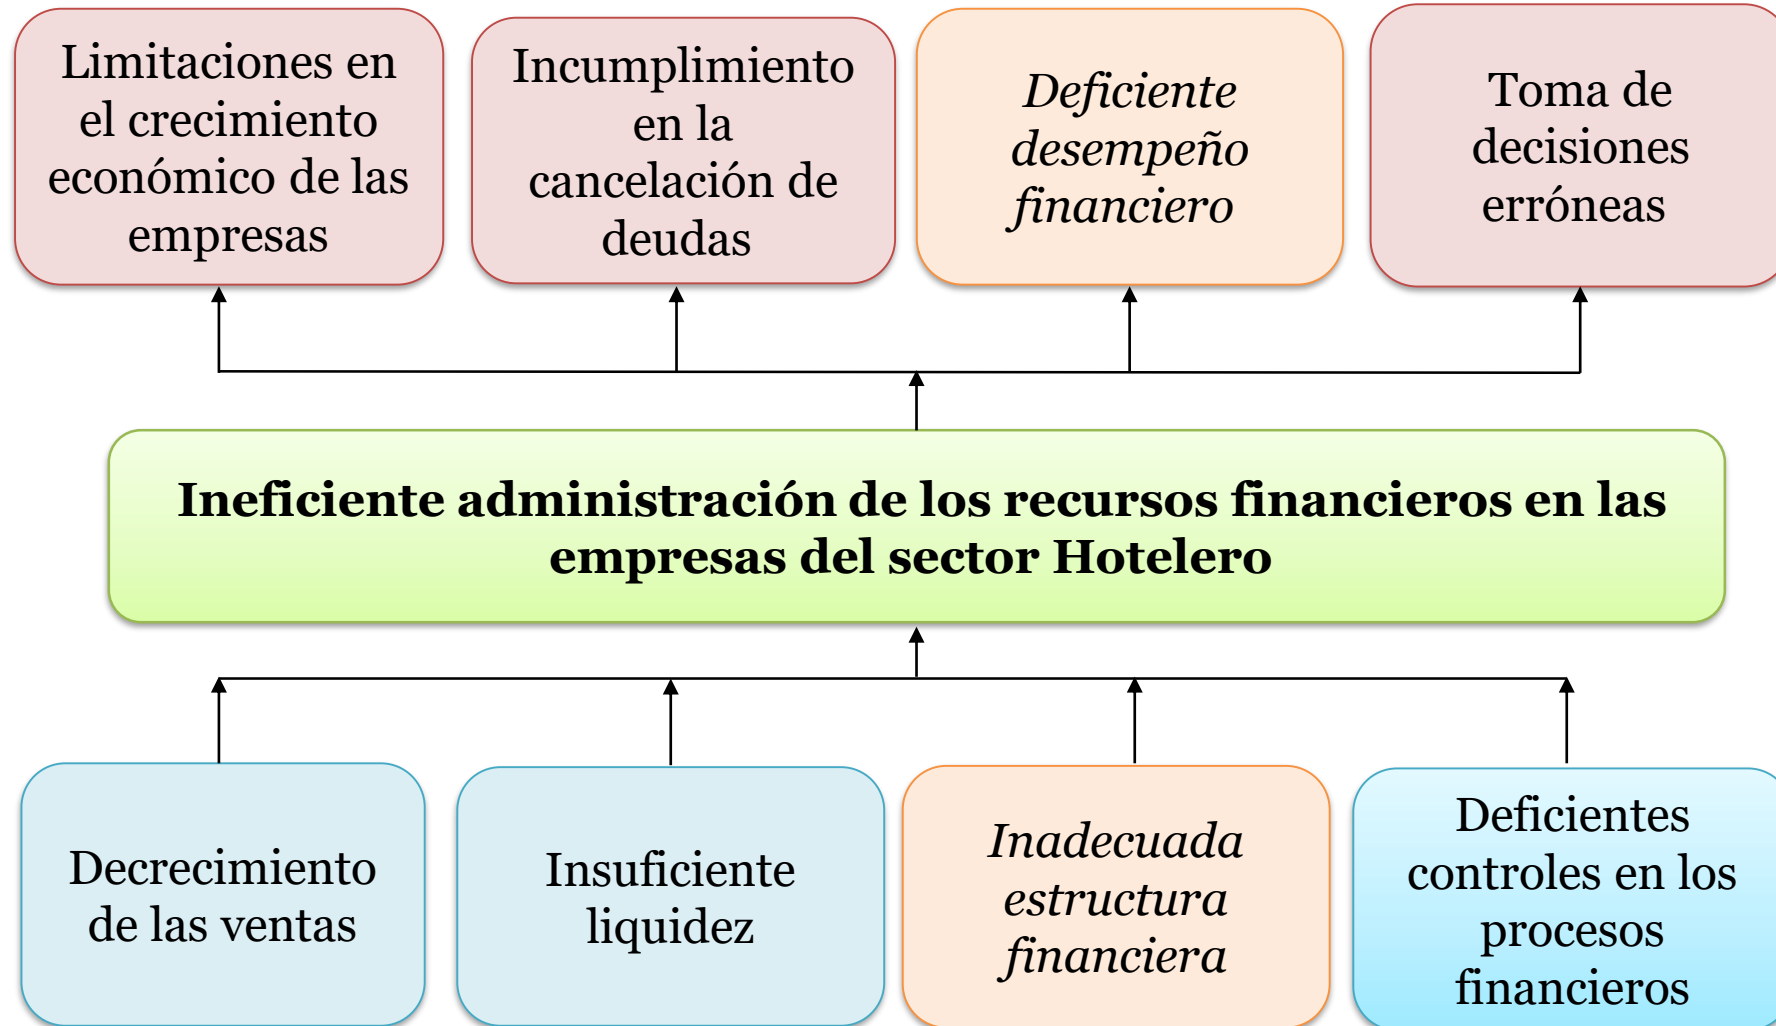 Limitaciones en
el crecimiento
económico de las
empresas
Incumplimiento
en la
cancelación de
deudas
Deficiente
desempeño
financiero
Toma de
decisiones
erróneas
Ineficiente administración de los recursos financieros en las
empresas del sector Hotelero
Decrecimiento
de las ventas
Insuficiente
liquidez
Inadecuada
estructura
financiera
Deficientes
controles en los
procesos
financieros